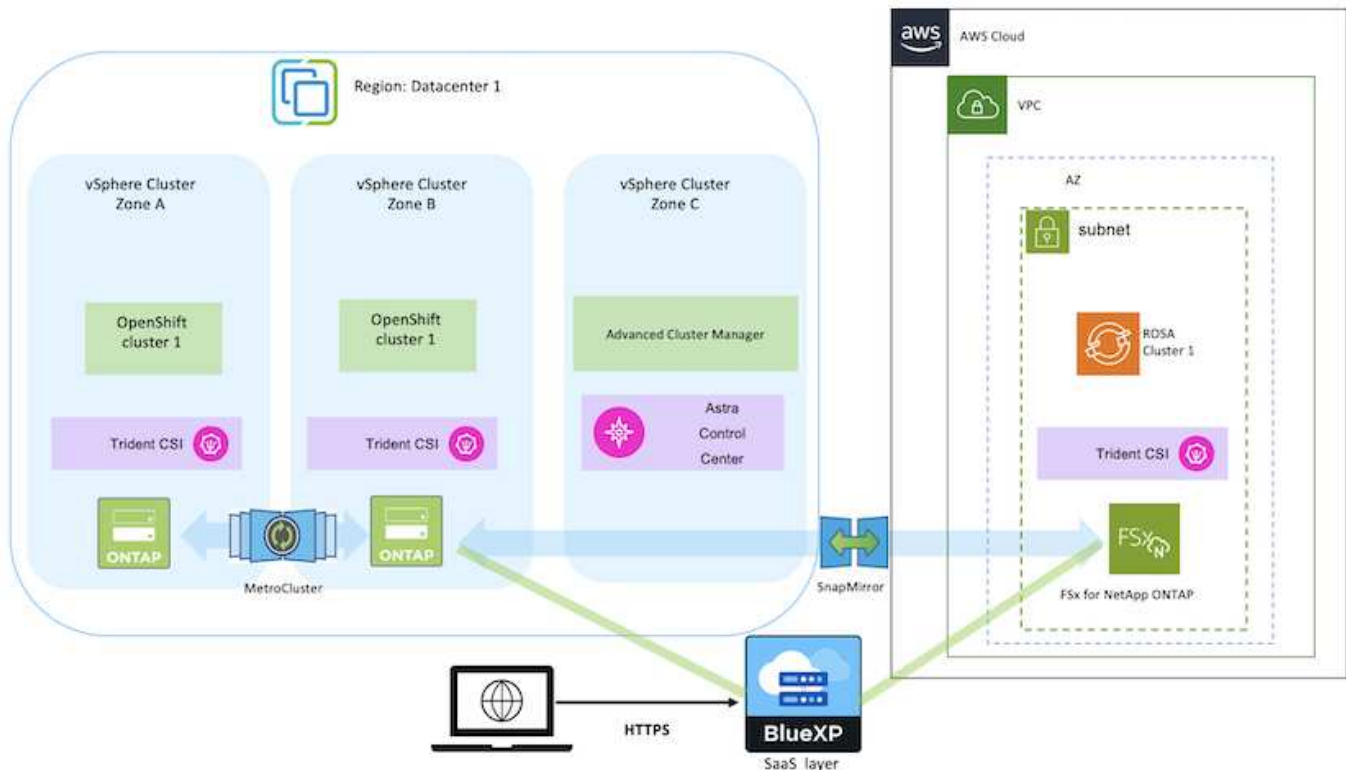 aws
AWS Cloud
Region: Datacenter 1
VPC
vSphere Cluster
Zone A
vSphere Cluster
Zone B
vSphere Cluster
Zone C
AZ
subnet
OpenShift
cluster 1
OpenShift
cluster 1
Advanced Cluster Manager
ROSA
Cluster 1
Trident CSI
Trident CSI
Astra
Control
Center
Trident CSI
ONTAP
ONTAP
FSx
N
MetroCluster
SnapMirror
FSx for NetApp ONTAP
HTTPS
BlueXP
SaaS layer